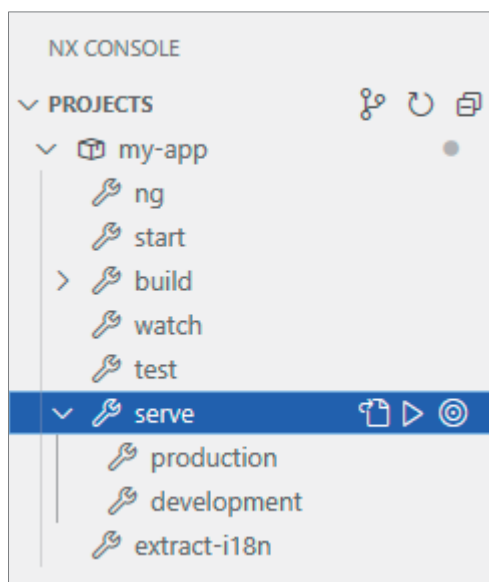 NX CONSOLE
PROJECTS
my-app
ng
start
build
watch
test
serve
production
development
extract-i18n